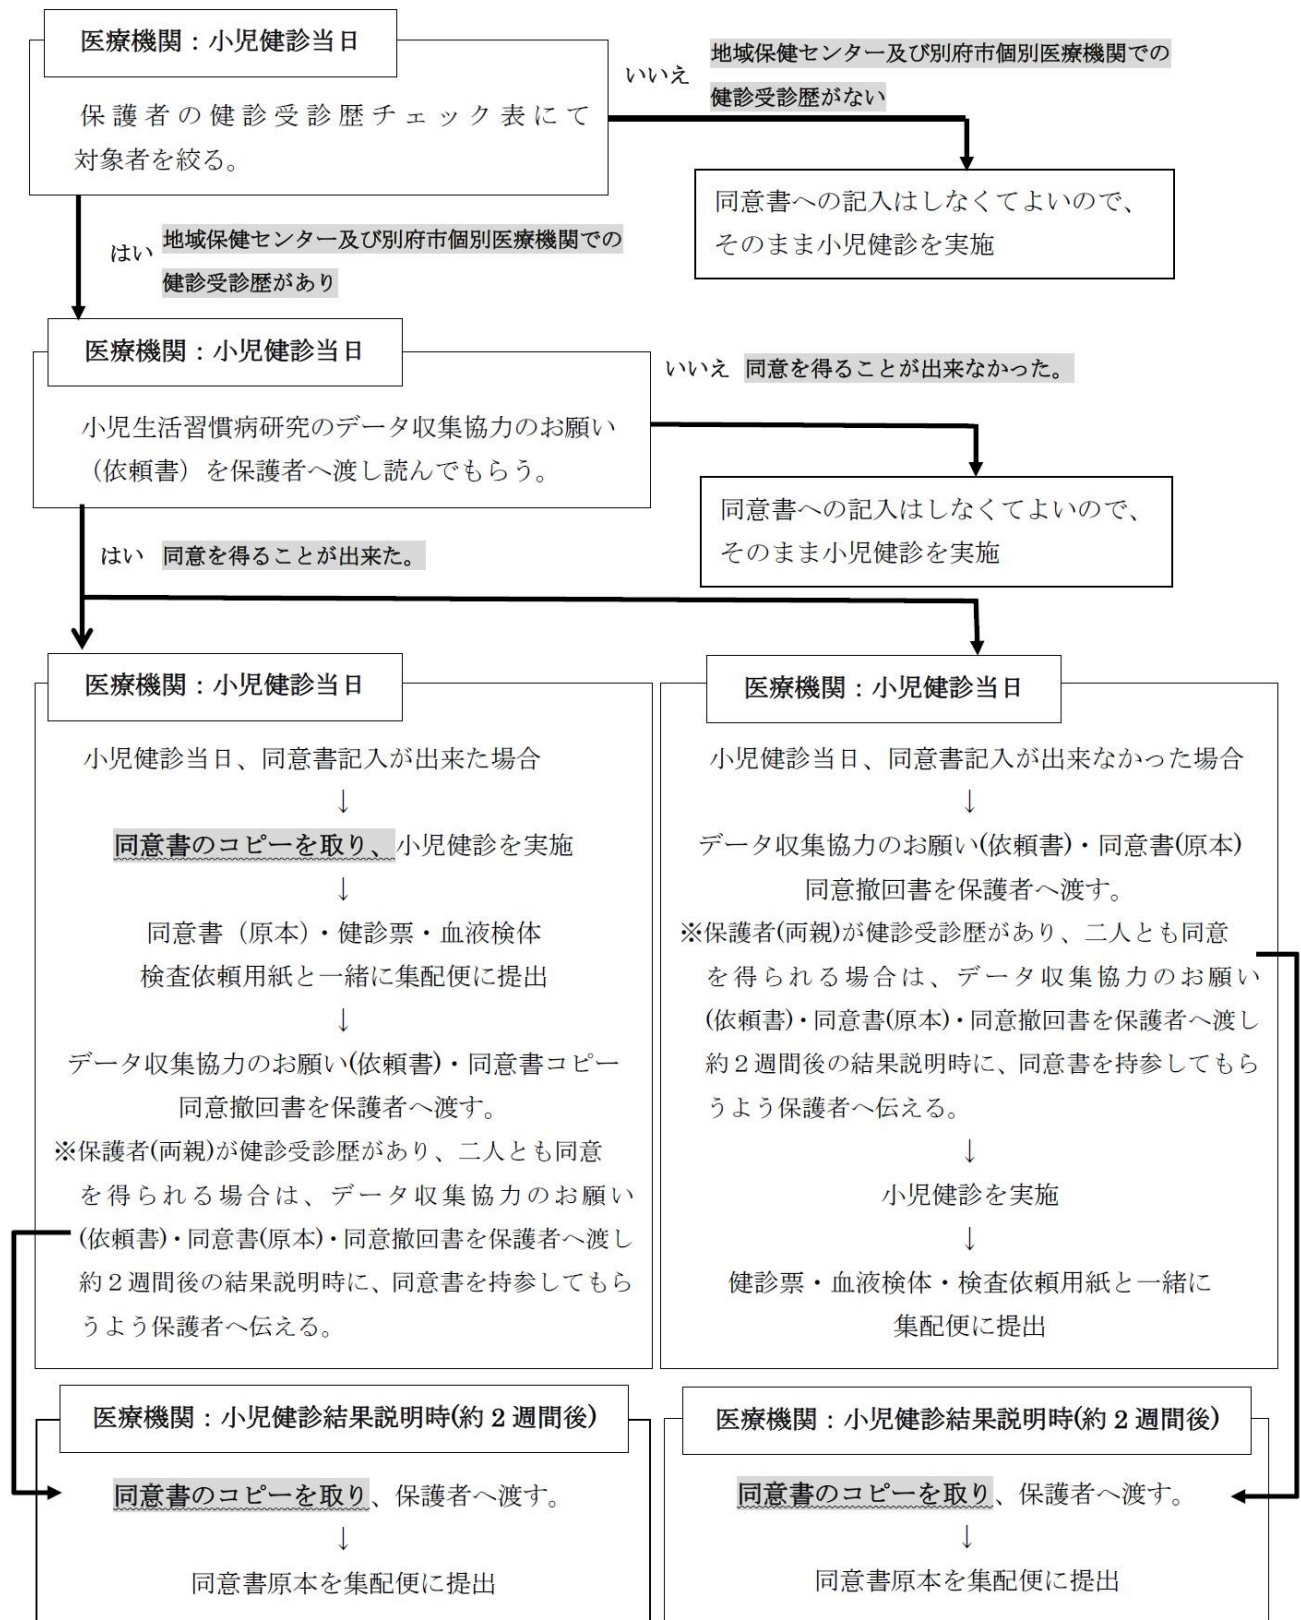 医療機関：小児健診当日
保護者の健診受診歴チェック表にて
対象者を絞る。
いいえ
地域保健センター及び別府市個別医療機関での
健診受診歴がない
同意書への記入はしなくてよいので、
そのまま小児健診を実施
はい
地域保健センター及び別府市個別医療機関での
健診受診歴があり
医療機関：小児健診当日
小児生活習慣病研究のデータ収集協力のお願い
（依頼書）を保護者へ渡し読んでもらう。
いいえ 同意を得ることが出来なかった。
同意書への記入はしなくてよいので、
そのまま小児健診を実施
はい 同意を得ることが出来た。
医療機関：小児健診当日
小児健診当日、同意書記入が出来た場合
↓
同意書のコピーを取り、小児健診を実施
↓
同意書（原本）・健診票・血液検体
検査依頼用紙と一緒に集配便に提出
↓
データ収集協力のお願い(依頼書)・同意書コピー
同意撤回書を保護者へ渡す。
※保護者(両親)が健診受診歴があり、二人とも同意
を得られる場合は、データ収集協力のお願い
(依頼書)・同意書(原本)・同意撤回書を保護者へ渡し
約２週間後の結果説明時に、同意書を持参してもら
うよう保護者へ伝える。
医療機関：小児健診当日
小児健診当日、同意書記入が出来なかった場合
↓
データ収集協力のお願い(依頼書)・同意書(原本)
同意撤回書を保護者へ渡す。
※保護者(両親)が健診受診歴があり、二人とも同意
を得られる場合は、データ収集協力のお願い
(依頼書)・同意書(原本)・同意撤回書を保護者へ渡し
約２週間後の結果説明時に、同意書を持参してもら
うよう保護者へ伝える。
↓
小児健診を実施
↓
健診票・血液検体・検査依頼用紙と一緒に
集配便に提出
医療機関：小児健診結果説明時(約 2 週間後)
同意書のコピーを取り、保護者へ渡す。
↓
同意書原本を集配便に提出
医療機関：小児健診結果説明時(約 2 週間後)
同意書のコピーを取り、保護者へ渡す。
↓
同意書原本を集配便に提出